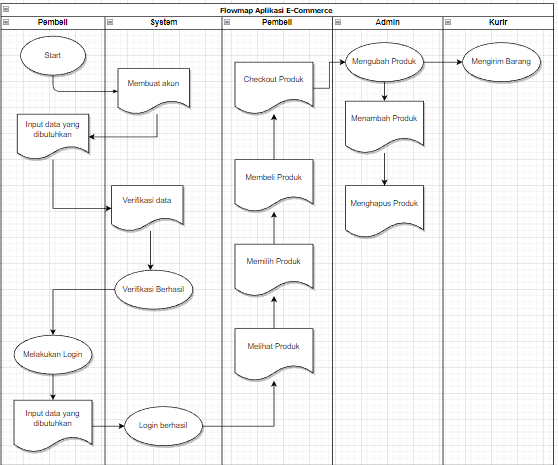 Flowmap Aplikasi E-Commerce
Pembeli
System
Pembeli
Admin
Kurir
Start
Membuat akun
Input data yang
dibutuhkan
Verifikasi data
Verifikasi Berhasil
Melakukan Login
Input data yang
dibutuhkan
Login berhasil
Checkout Produk
Membeli Produk
Memilih Produk
Melihat Produk
Mengubah Produk
Menambah Produk
Menghapus Produk
Mengirim Barang